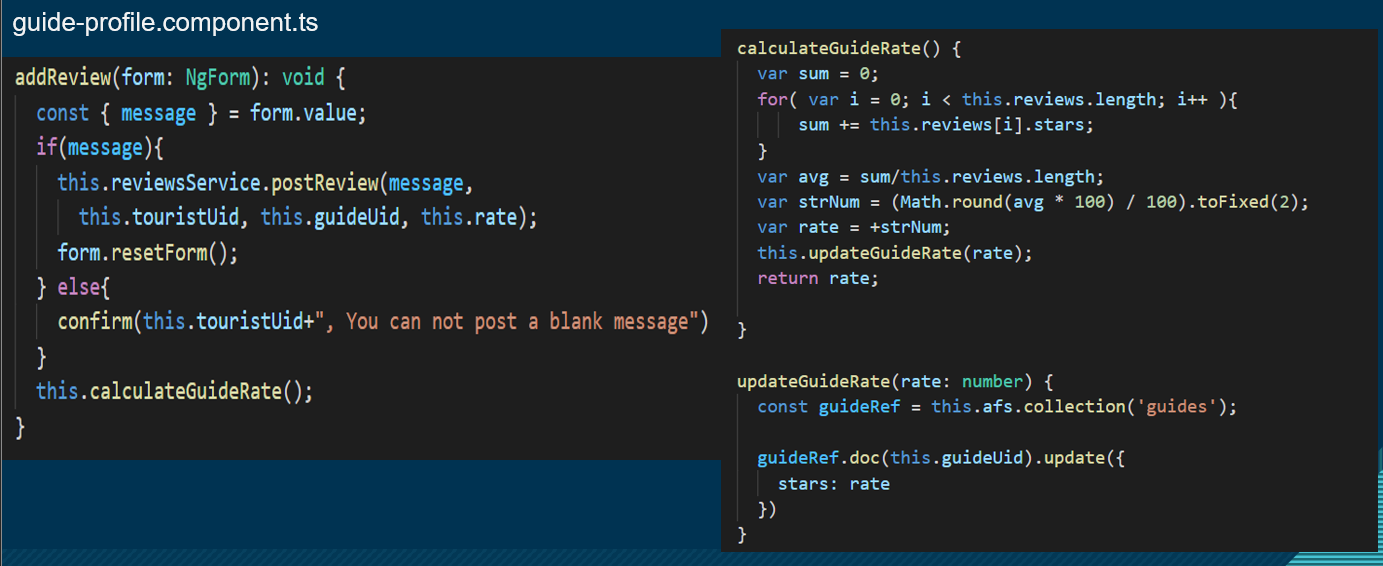 guide-profile.component.ts
addReview(form: NgForm): void {
const { message } = form.value;
if(message){
this.reviewsService.postReview(message,
this.touristUid, this.guideUid, this.rate);
form.resetForm();
} else{
confirm(this.touristUid+", You can not post a blank message")
}
this.calculateGuideRate();
}
calculateGuideRate() {
var sum = 0;
for( var i = 0; i < this.reviews.length; i++ ){
sum += this.reviews[i].stars;
}
var avg = sum/this.reviews.length;
var strNum = (Math.round(avg * 100) / 100).toFixed(2);
var rate = +strNum;
this.updateGuideRate(rate);
return rate;
}
updateGuideRate(rate: number) {
const guideRef = this.afs.collection('guides');
guideRef.doc(this.guideUid).update({
stars: rate
})
}